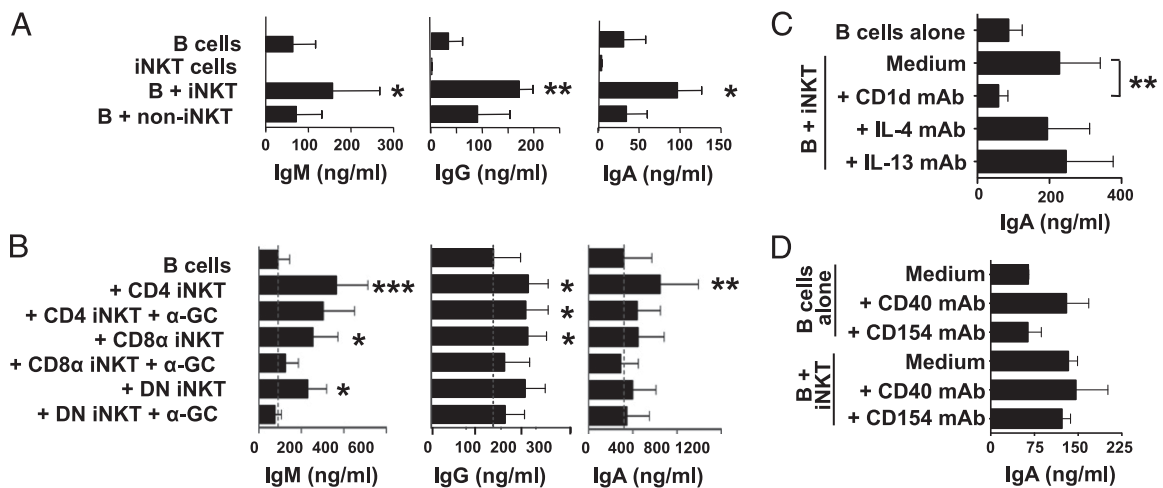 A
B cells
iNKT cells
B + iNKT
B + non-iNKT
*
**
*
0 100 200 300
0 100 200
0 50 100 150
IgM (ng/ml)
IgG (ng/ml)
IgA (ng/ml)
B
B cells
+ CD4 iNKT
+ CD4 iNKT + α-GC
+ CD8α iNKT
+ CD8α iNKT + α-GC
+ DN iNKT
+ DN iNKT + α-GC
***
*
*
*
*
*
**
0 200 400 600
0 100 200 300
0 400 800 1200
IgM (ng/ml)
IgG (ng/ml)
IgA (ng/ml)
C
B cells alone
B + iNKT
Medium
+ CD1d mAb
+ IL-4 mAb
+ IL-13 mAb
**
0 200 400
IgA (ng/ml)
D
B cells
alone
Medium
+ CD40 mAb
+ CD154 mAb
B +
iNKT
Medium
+ CD40 mAb
+ CD154 mAb
0 75 150 225
IgA (ng/ml)